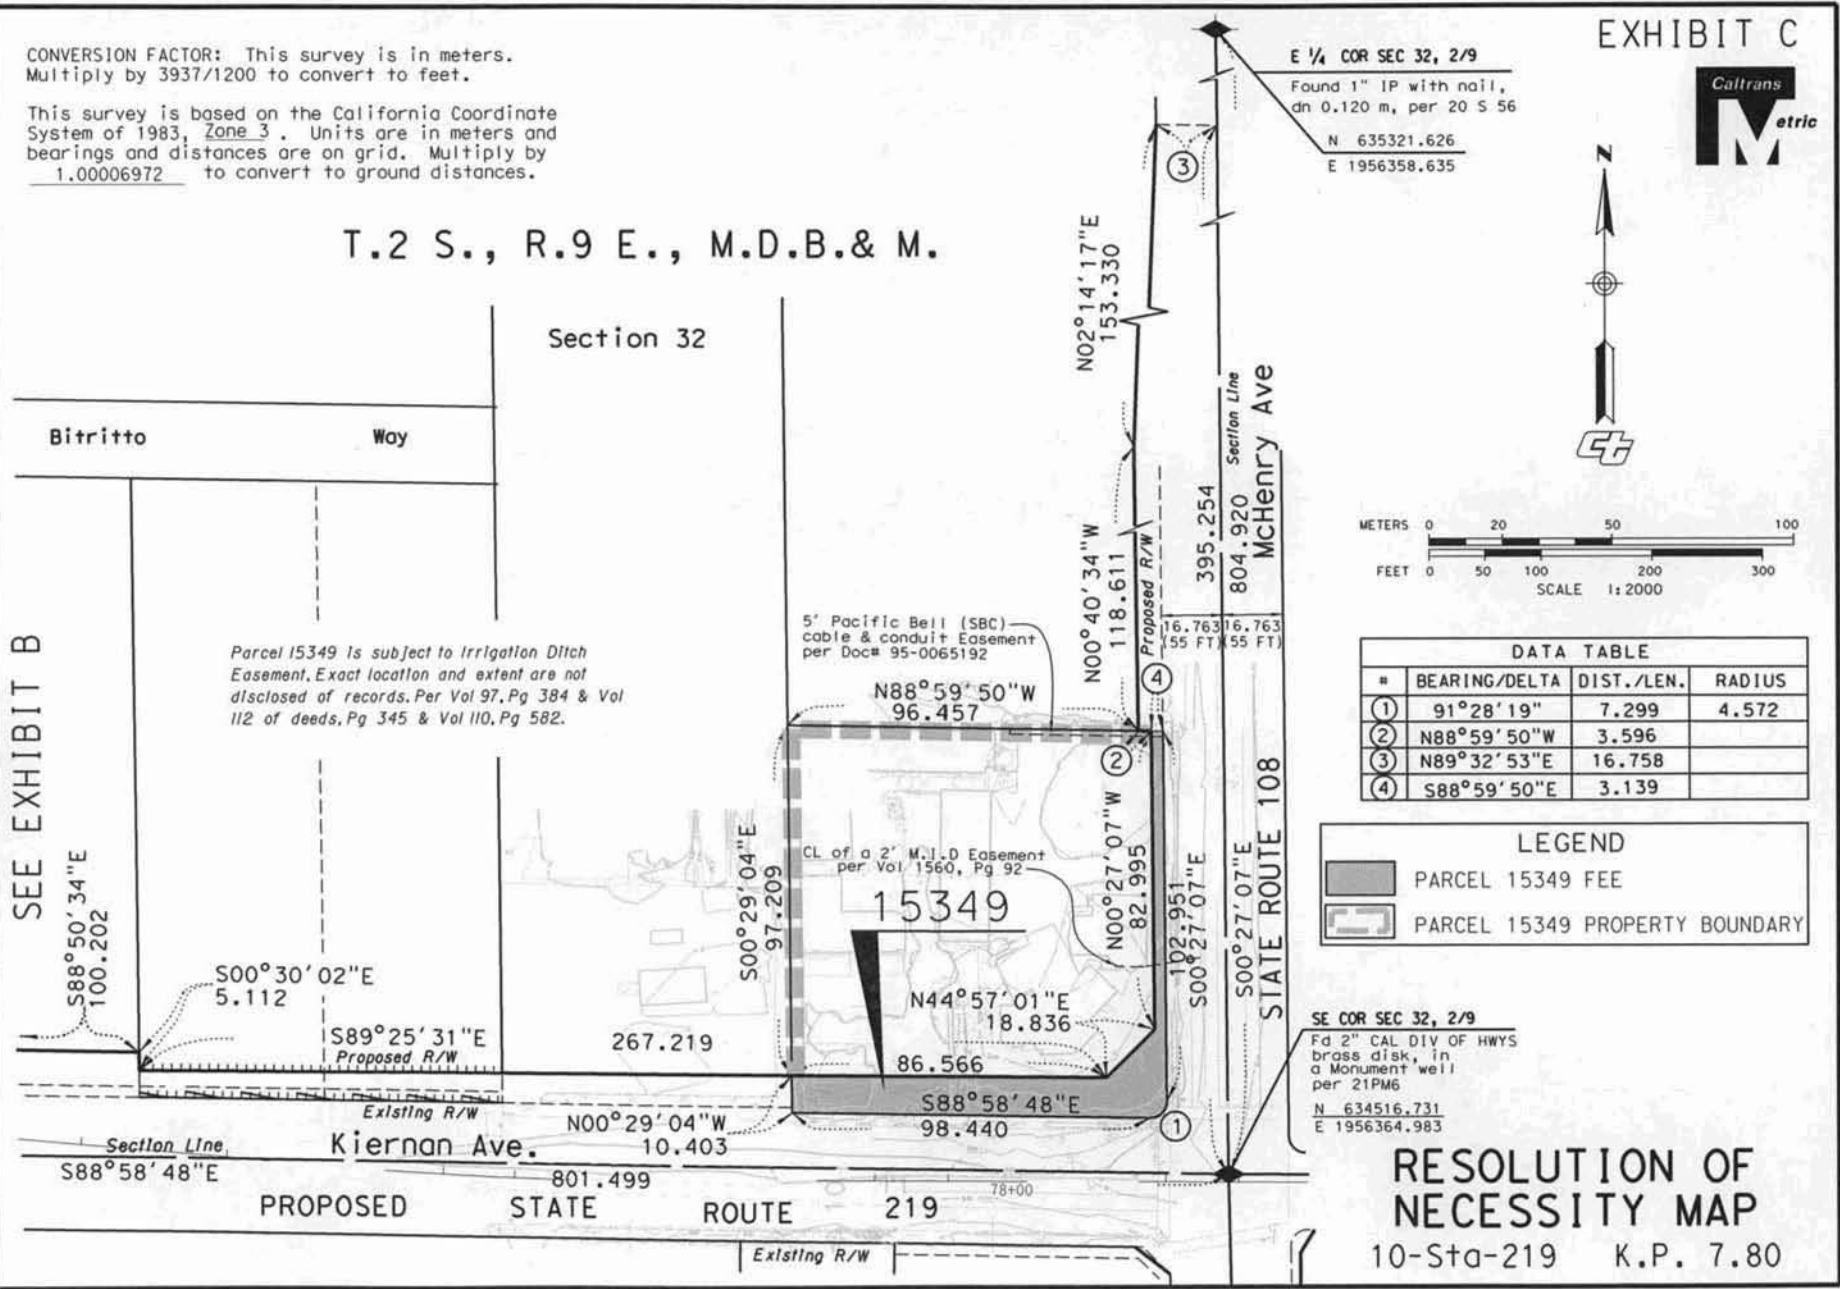 EXHIBIT C
CONVERSION FACTOR: This survey is in meters.
Multiply by 3937/1200 to convert to feet.
This survey is based on the California Coordinate
System of 1983, Zone 3 . Units are in meters and
bearings and distances are on grid. Multiply by
1.00006972 to convert to ground distances.
E 1/4 COR SEC 32, 2/9
Found 1" IP with nail,
dn 0.120 m, per 20 S 56
N 635321.626
E 1956358.635
Caltrans
Metric
N
3
T.2 S., R.9 E., M.D.B.& M.
Section 32
N02°14'17"E
153.330
Bitritto Way
Section Line
McHenry Ave
395.254
804.920
N00°40'34"W
118.611
Proposed R/W
ct
METERS 0 20 50 100
FEET 0 50 100 200 300
SCALE 1:2000
16.763 16.763
(55 FT) (55 FT)
5' Pacific Bell (SBC)
cable & conduit Easement
per Doc# 95-0065192
SEE EXHIBIT B
Parcel 15349 is subject to Irrigation Ditch
Easement. Exact location and extent are not
disclosed of records. Per Vol 97, Pg 384 & Vol
112 of deeds, Pg 345 & Vol 110, Pg 582.
4
N88°59'50"W
96.457
2
DATA TABLE
# BEARING/DELTA DIST./LEN. RADIUS
1 91°28'19" 7.299 4.572
2 N88°59'50"W 3.596
3 N89°32'53"E 16.758
4 S88°59'50"E 3.139
LEGEND
PARCEL 15349 FEE
PARCEL 15349 PROPERTY BOUNDARY
S00°29'04"E
97.209
CL of a 2' M.I.D Easement
per Vol 1560, Pg 92
15349
N00°27'07"W
82.995
102.951
S00°27'07"E
S00°27'07"E
STATE ROUTE 108
S88°50'34"E
100.202
S00°30'02"E
5.112
N44°57'01"E
18.836
S89°25'31"E
Proposed R/W
267.219
86.566
SE COR SEC 32, 2/9
Fd 2" CAL DIV OF HWYS
brass disk, in
a Monument well
per 21PM6
N 634516.731
E 1956364.983
Existing R/W
N00°29'04"W
10.403
S88°58'48"E
98.440
1
Section Line
Kiernan Ave.
S88°58'48"E
801.499
78+00
PROPOSED STATE ROUTE 219
Existing R/W
RESOLUTION OF
NECESSITY MAP
10-Sta-219 K.P. 7.80